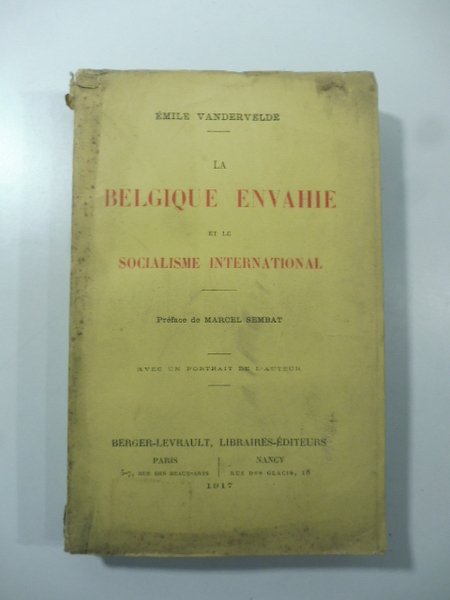 ÉMILE VANDERVELDE
LA
BELGIQUE ENVAHIE
ET LE
SOCIALISME INTERNATIONAL
Préface de MARCEL SEMBAT
AVEC UN PORTRAIT DE L'AUTEUR
BERGER-LEVRAULT, LIBRAIRES-ÉDITEURS
PARIS
5-7, RUE DES BEAUX-ARTS
NANCY
RUE DES GLACIS, 18
1917